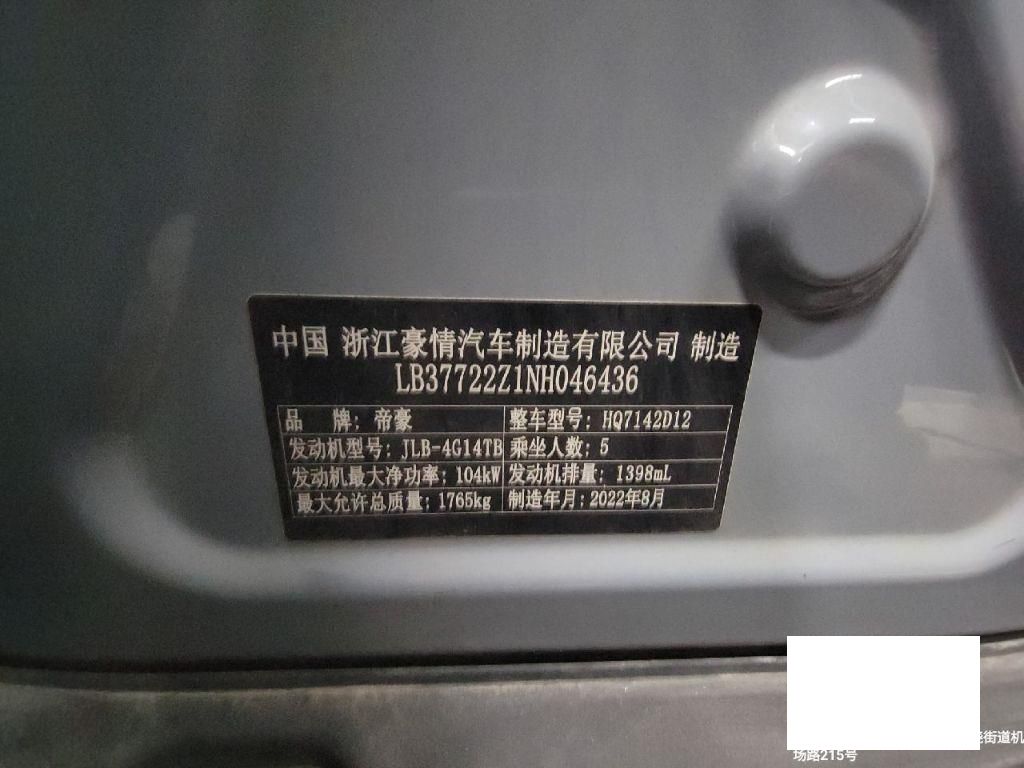 中国 浙江豪情汽车制造有限公司 制造
LB37722Z1NH046436
品 牌：帝豪 整车型号：HQ7142D12
发动机型号：JLB-4G14TB 乘坐人数：5
发动机最大净功率：104kW 发动机排量：1398mL
最大允许总质量：1765kg 制造年月：2022年8月
街道机
场路215号